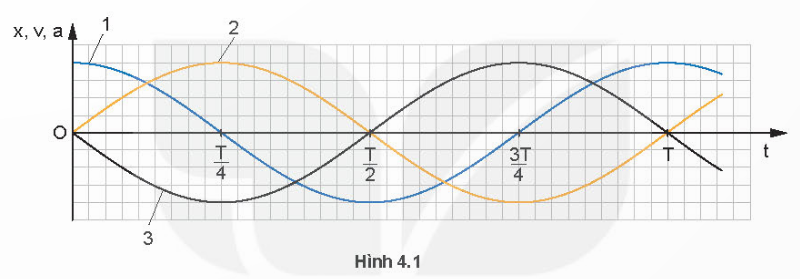 x, v, a
1
2
O
T/4
T/2
3T/4
T
t
3
Hình 4.1